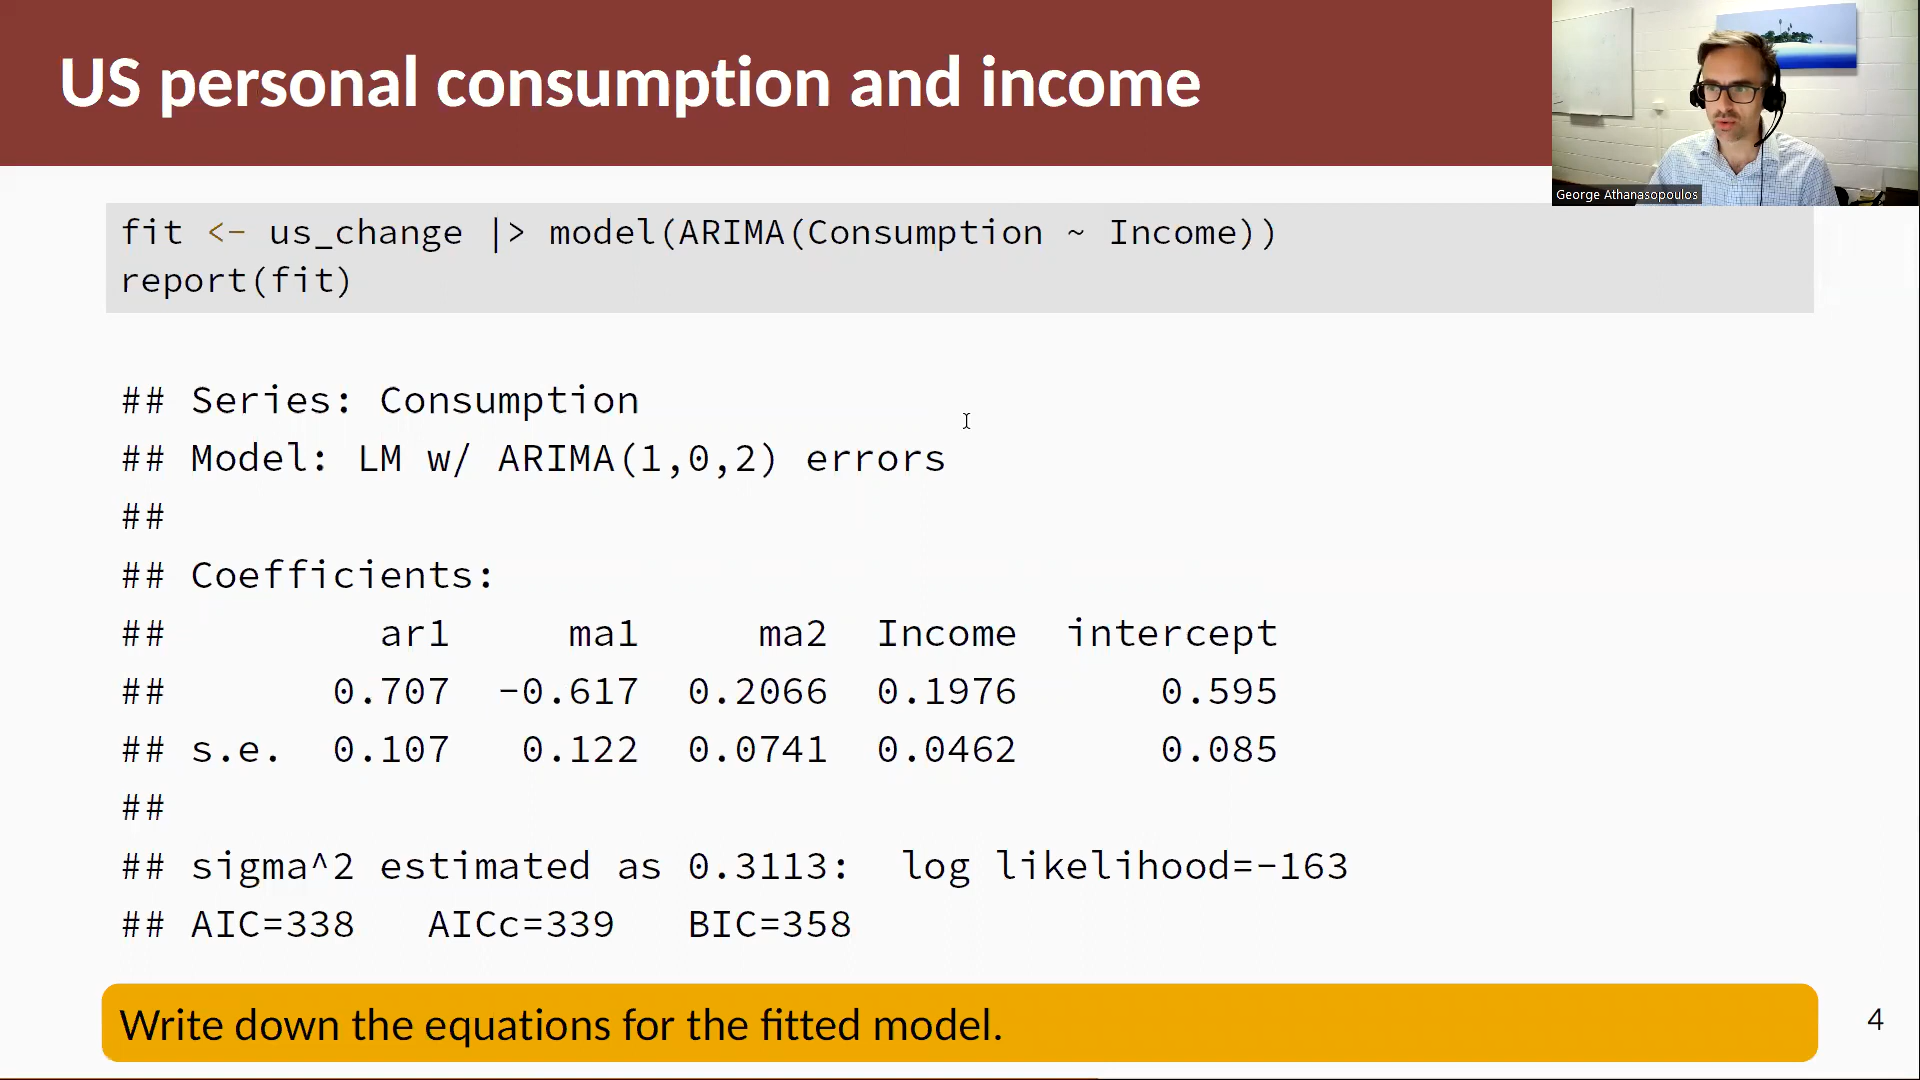 US personal consumption and income
George Athanasopoulos
fit <- us_change |> model(ARIMA(Consumption ~ Income))
report(fit)
## Series: Consumption
## Model: LM w/ ARIMA(1,0,2) errors
##
## Coefficients:
##         ar1     ma1     ma2  Income  intercept
##       0.707  -0.617  0.2066  0.1976      0.595
## s.e.  0.107   0.122  0.0741  0.0462      0.085
##
## sigma^2 estimated as 0.3113:  log likelihood=-163
## AIC=338   AICc=339   BIC=358
Write down the equations for the fitted model.
4